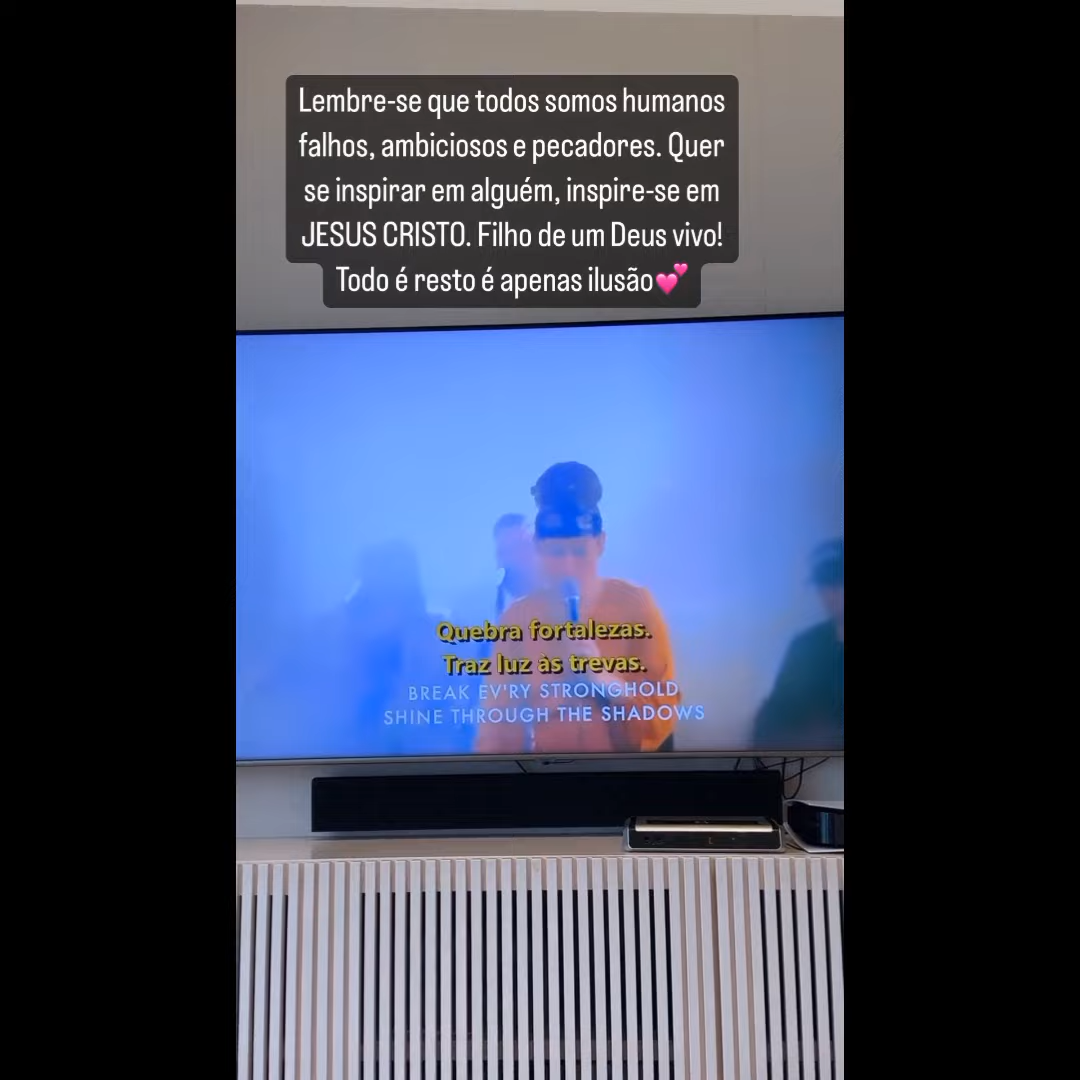 Lembre-se que todos somos humanos
falhos, ambiciosos e pecadores. Quer
se inspirar em alguém, inspire-se em
JESUS CRISTO. Filho de um Deus vivo!
Todo é resto é apenas ilusão💕
Quebra fortalezas.
Traz luz às trevas.
BREAK EV'RY STRONGHOLD
SHINE THROUGH THE SHADOWS